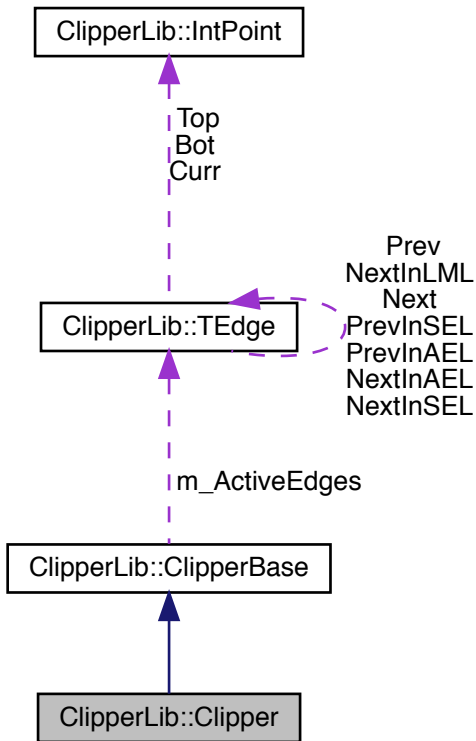 ClipperLib::IntPoint
Top
Bot
Curr
Prev
NextInLML
Next
PrevInSEL
PrevInAEL
NextInAEL
NextInSEL
ClipperLib::TEdge
m_ActiveEdges
ClipperLib::ClipperBase
ClipperLib::Clipper